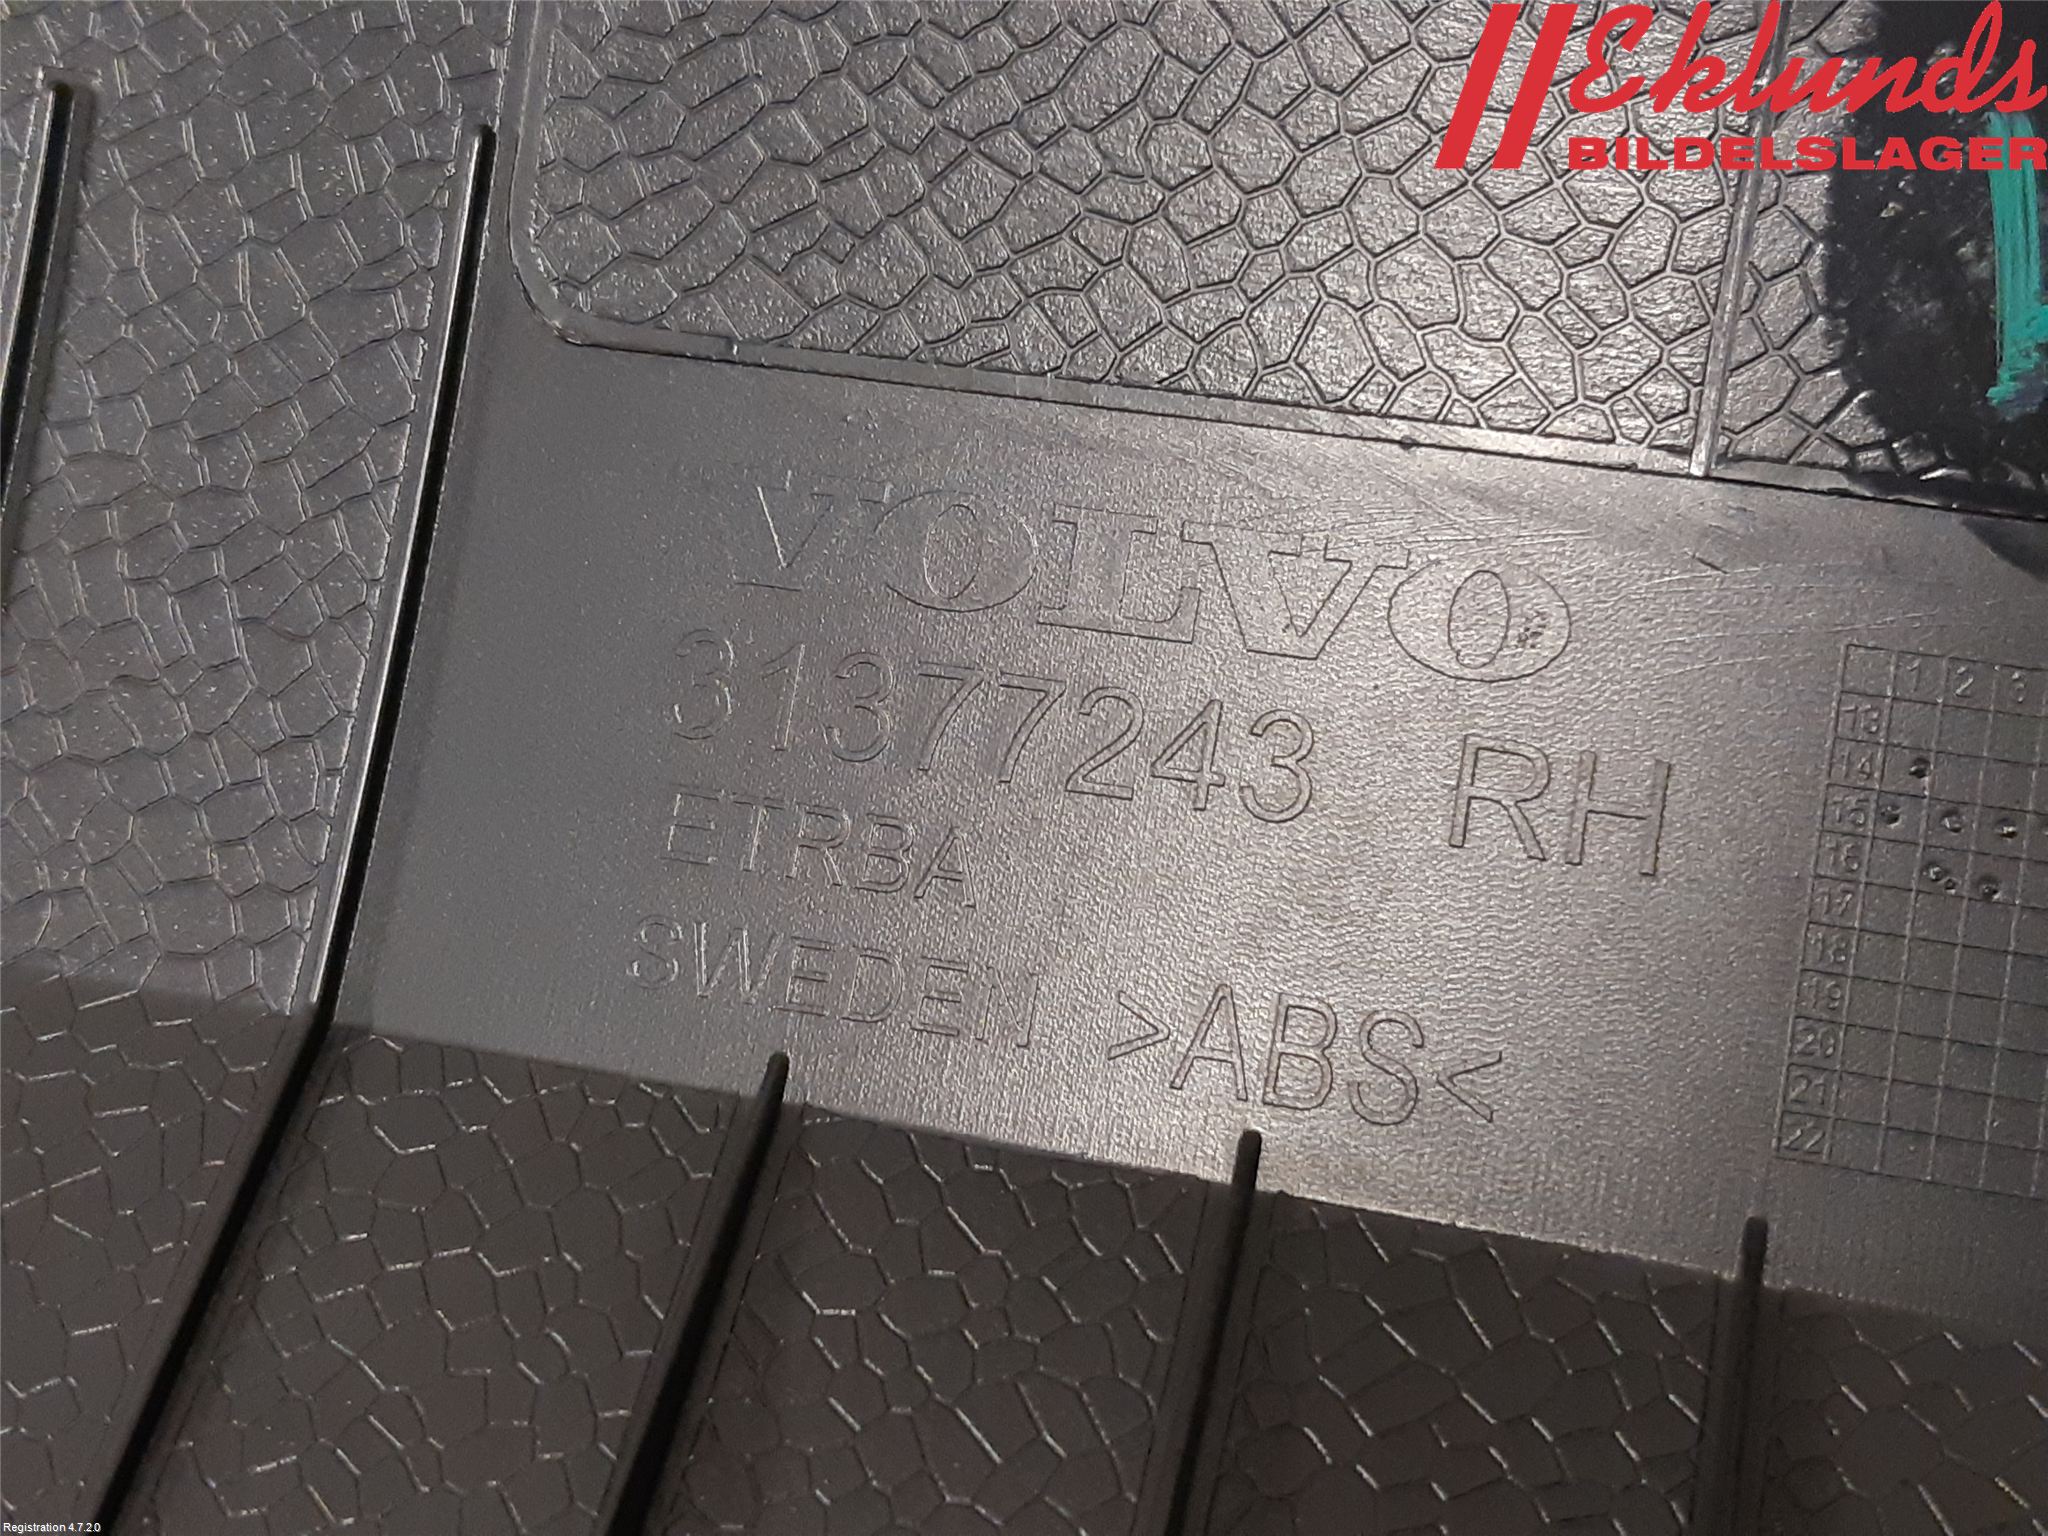 Eklunds
BILDELSLAGER
VOLVO
31377243 RH
ETRBA
SWEDEN >ABS<
1 2 3
13
14
15
16
17
18
19
20
21
22
Registration 4.7.2.0